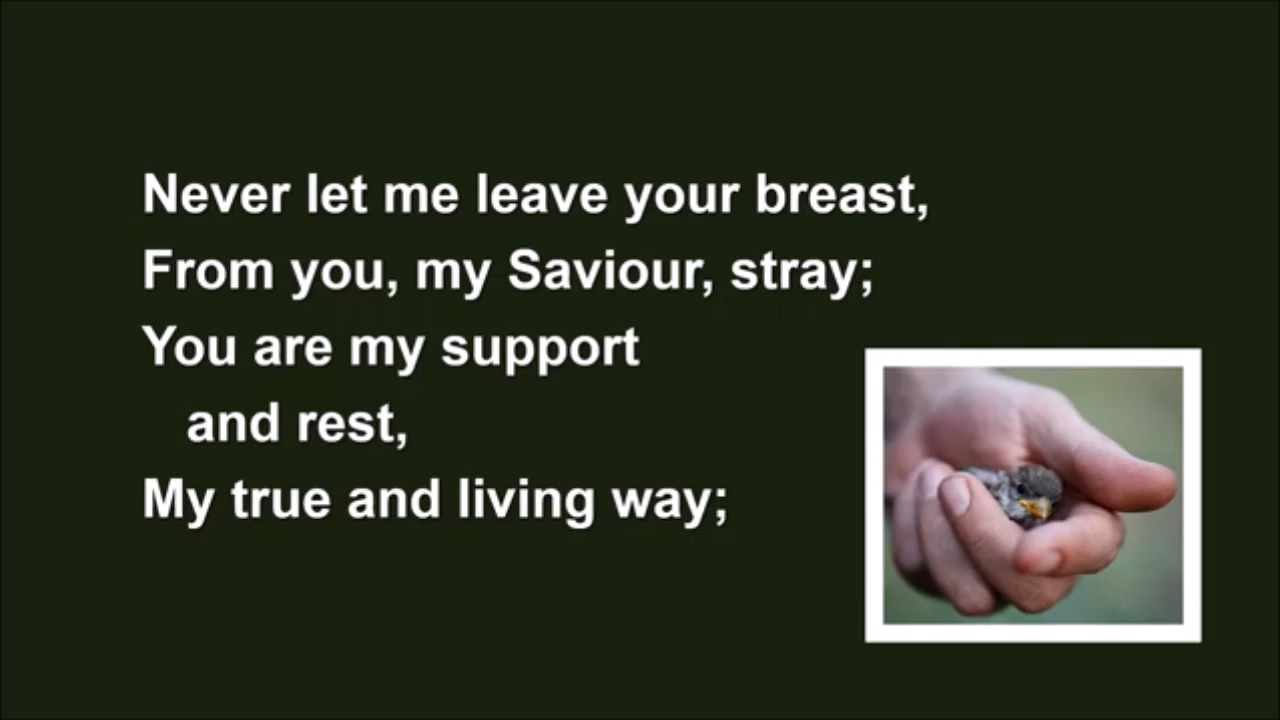 Never let me leave your breast,
From you, my Saviour, stray;
You are my support
and rest,
My true and living way;